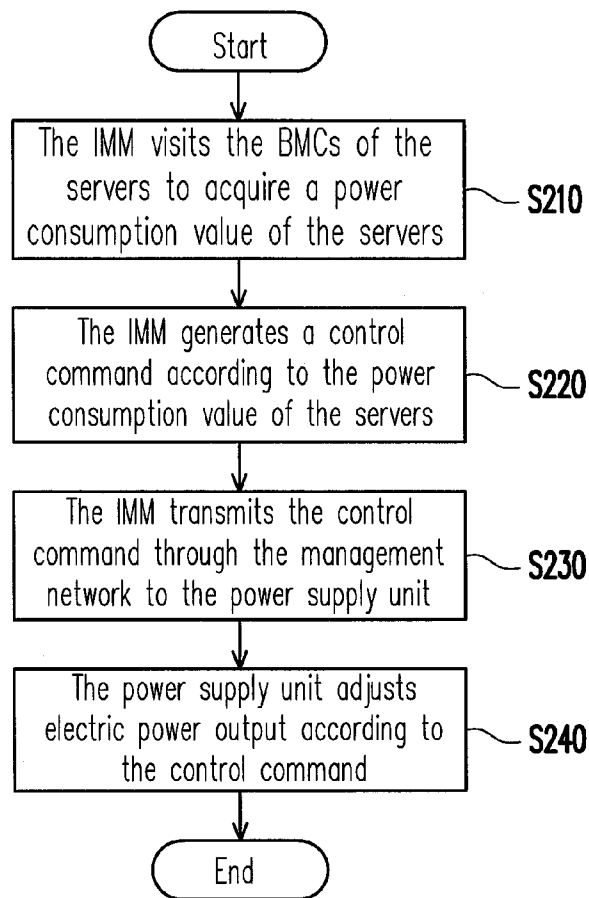 Start
The IMM visits the BMCs of the
servers to acquire a power
consumption value of the servers
S210
The IMM generates a control
command according to the power
consumption value of the servers
S220
The IMM transmits the control
command through the management
network to the power supply unit
S230
The power supply unit adjusts
electric power output according to
the control command
S240
End